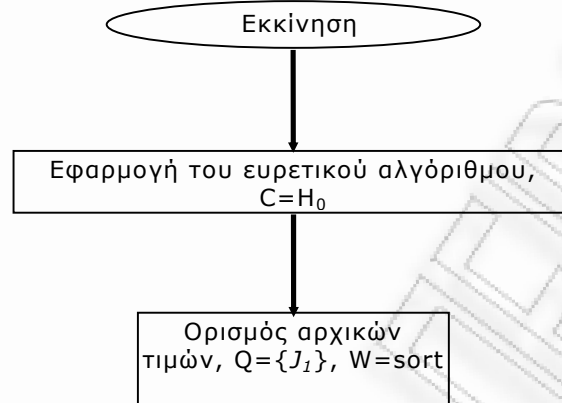 Εκκίνηση
Εφαρμογή του ευρετικού αλγόριθμου,
C=H₀
Ορισμός αρχικών
τιμών, Q={J₁}, W=sort